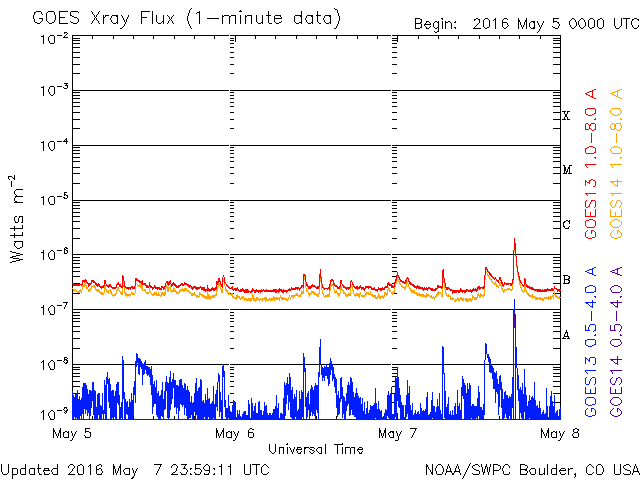 GOES Xray Flux (1-minute data)
Begin: 2016 May 5 0000 UTC
10-2
10-3
10-4
10-5
10-6
10-7
10-8
10-9
Watts m-2
X
M
C
B
A
GOES13 1.0-8.0 A
GOES14 1.0-8.0 A
GOES13 0.5-4.0 A
GOES14 0.5-4.0 A
May 5
May 6
May 7
May 8
Universal Time
Updated 2016 May 7 23:59:11 UTC
NOAA/SWPC Boulder, CO USA